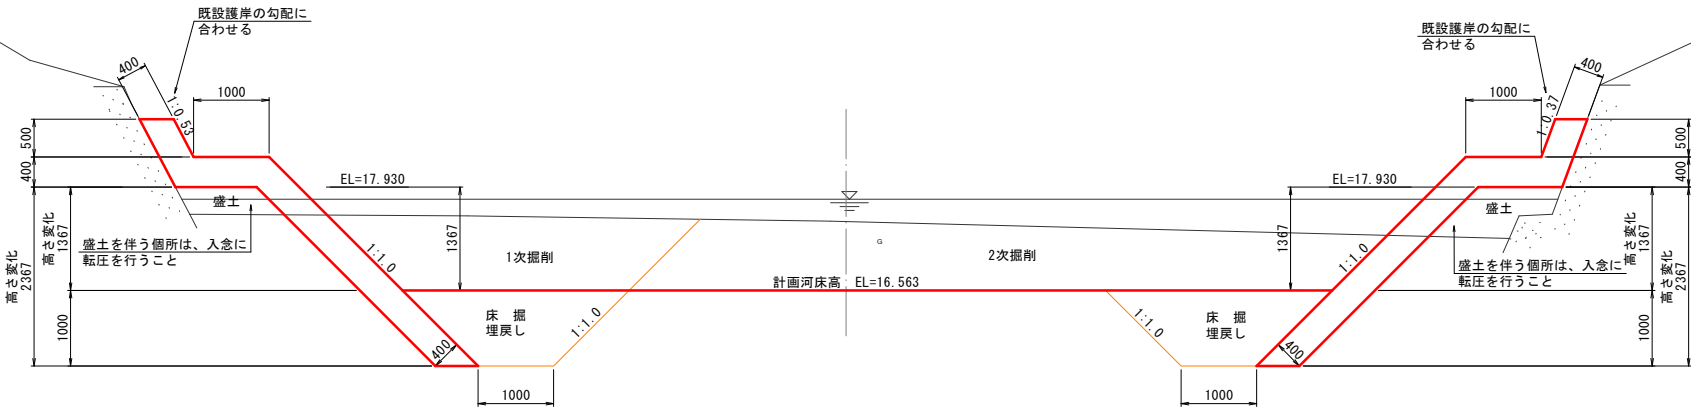 既設護岸の勾配に
合わせる
既設護岸の勾配に
合わせる
400
1:0.53
1000
1000
1:0.37
400
500
400
500
400
EL=17.930
EL=17.930
盛土
盛土
高さ変化
1367
高さ変化
2367
1000
盛土を伴う個所は、入念に
転圧を行うこと
1:1.0
1367
1次掘削
G
2次掘削
1367
1:1.0
盛土を伴う個所は、入念に
転圧を行うこと
高さ変化
1367
高さ変化
2367
1000
計画河床高 EL=16.563
床 掘
埋戻し
1:1.0
1:1.0
床 掘
埋戻し
400
400
1000
1000